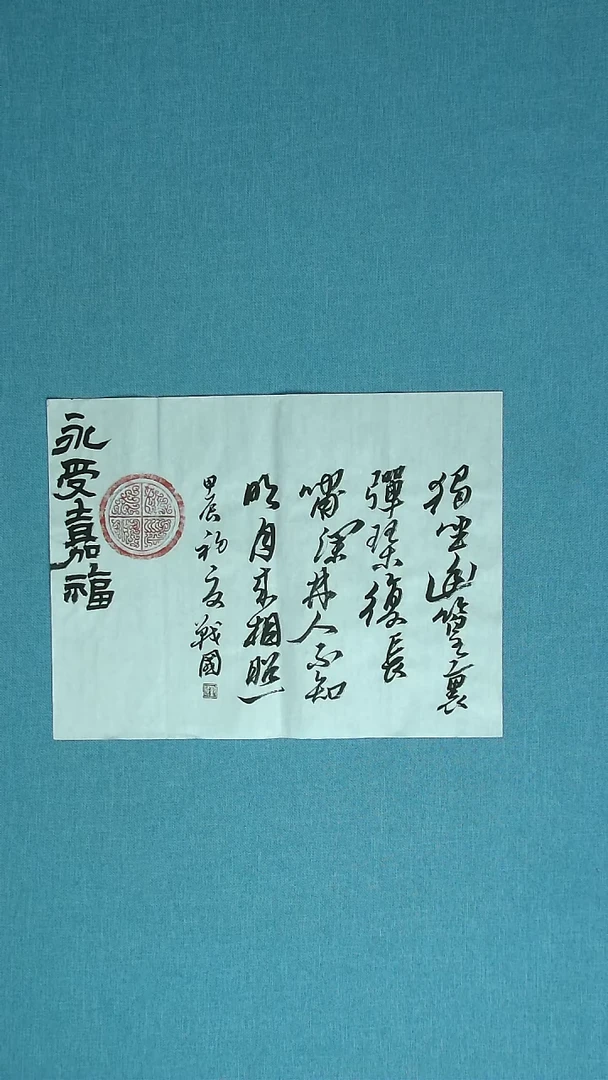 獨坐幽篁裏
彈琴復長
嘯深林人不知
明月來相照
甲辰初夏 戰國
永受嘉福